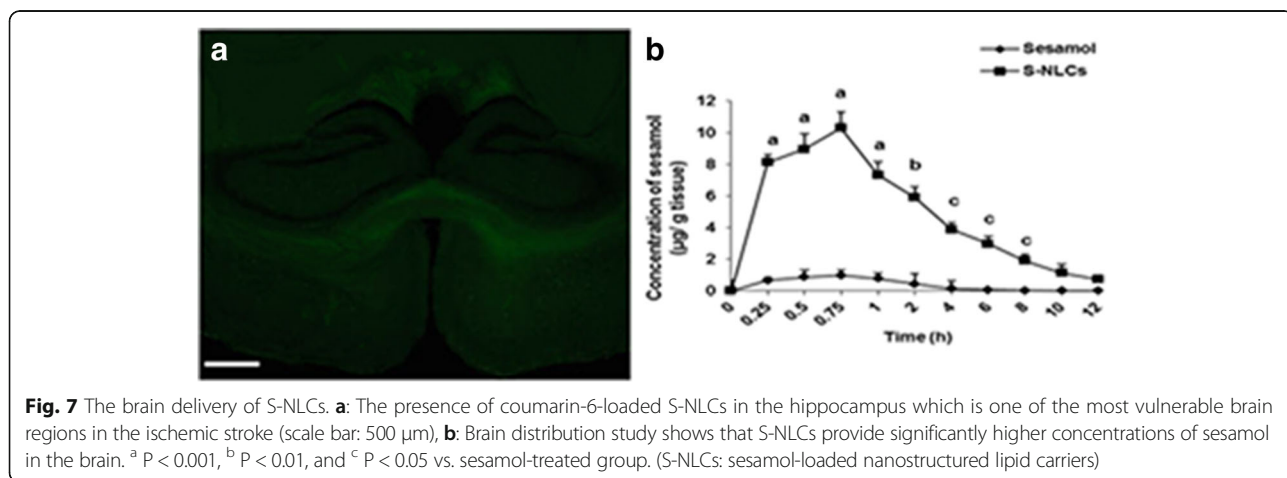 a
b
Sesamol
S-NLCs
Concentration of sesamol
(µg/ g tissue)
12
10
8
6
4
2
0
a
a
a
a
b
c
c
c
0
0.25
0.5
0.75
1
2
4
6
8
10
12
Time (h)
Fig. 7 The brain delivery of S-NLCs. a: The presence of coumarin-6-loaded S-NLCs in the hippocampus which is one of the most vulnerable brain
regions in the ischemic stroke (scale bar: 500 µm), b: Brain distribution study shows that S-NLCs provide significantly higher concentrations of sesamol
in the brain. a P < 0.001, b P < 0.01, and c P < 0.05 vs. sesamol-treated group. (S-NLCs: sesamol-loaded nanostructured lipid carriers)